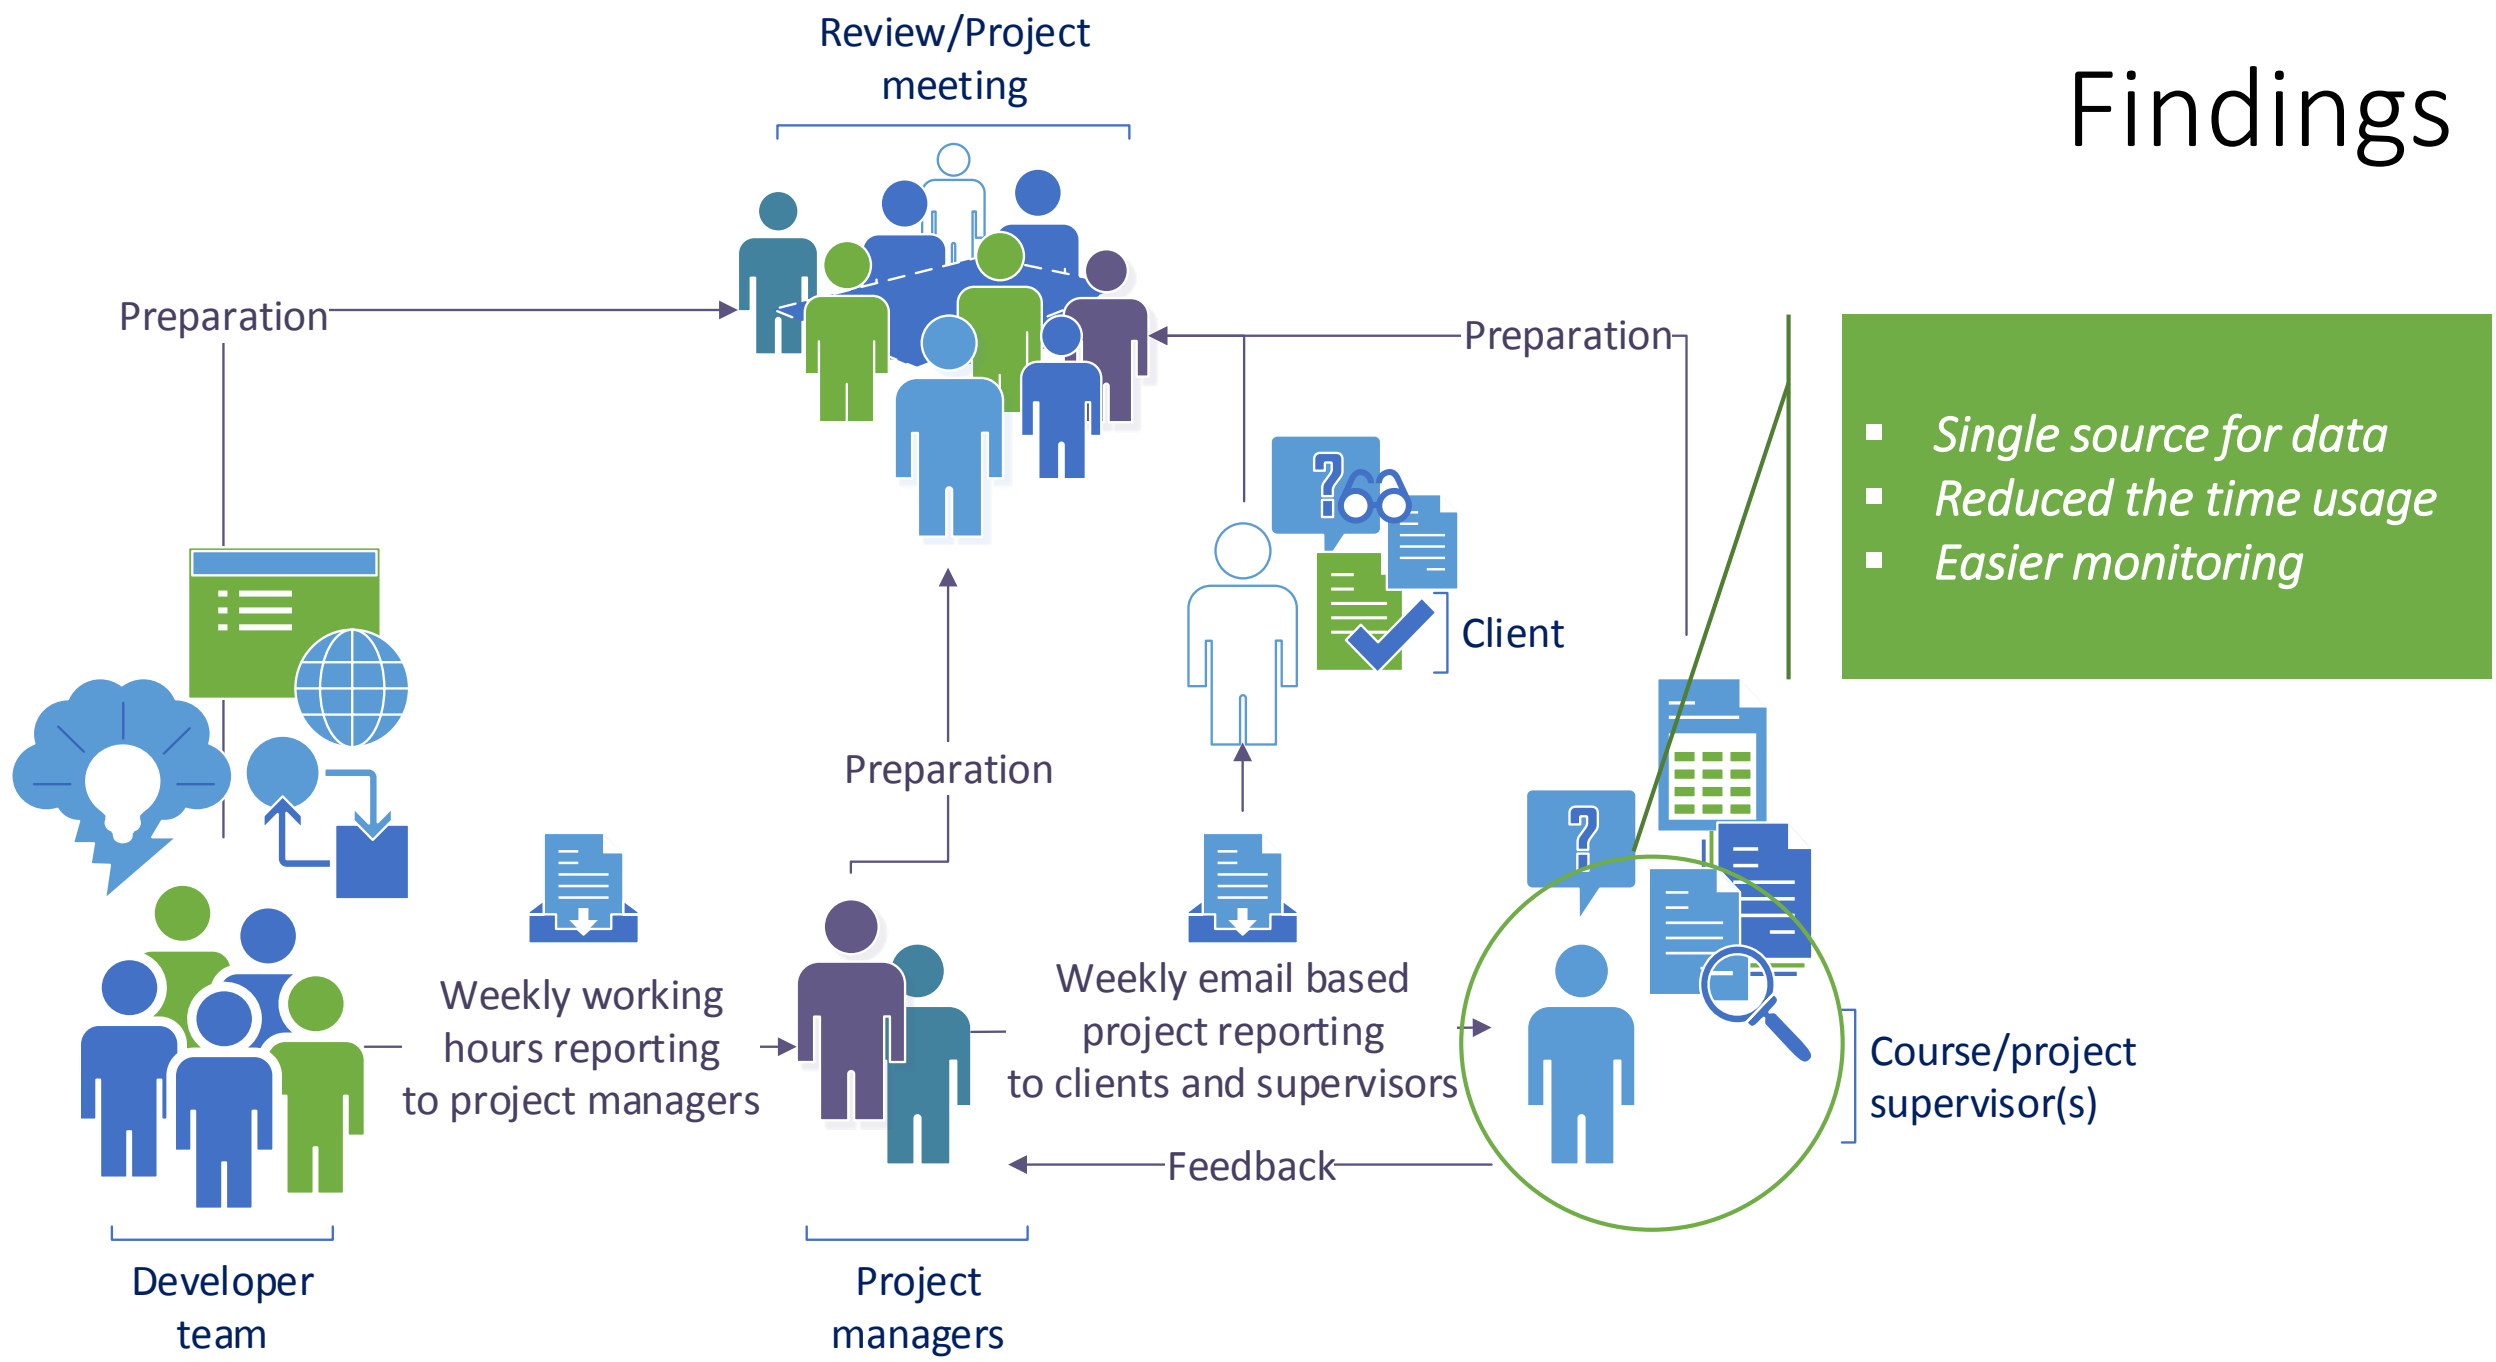 Review/Project
meeting
Findings
Preparation
Preparation
▪ Single source for data
▪ Reduced the time usage
▪ Easier monitoring
?
Client
Preparation
?
Weekly working
hours reporting
to project managers
Weekly email based
project reporting
to clients and supervisors
Course/project
supervisor(s)
Feedback
Developer
team
Project
managers